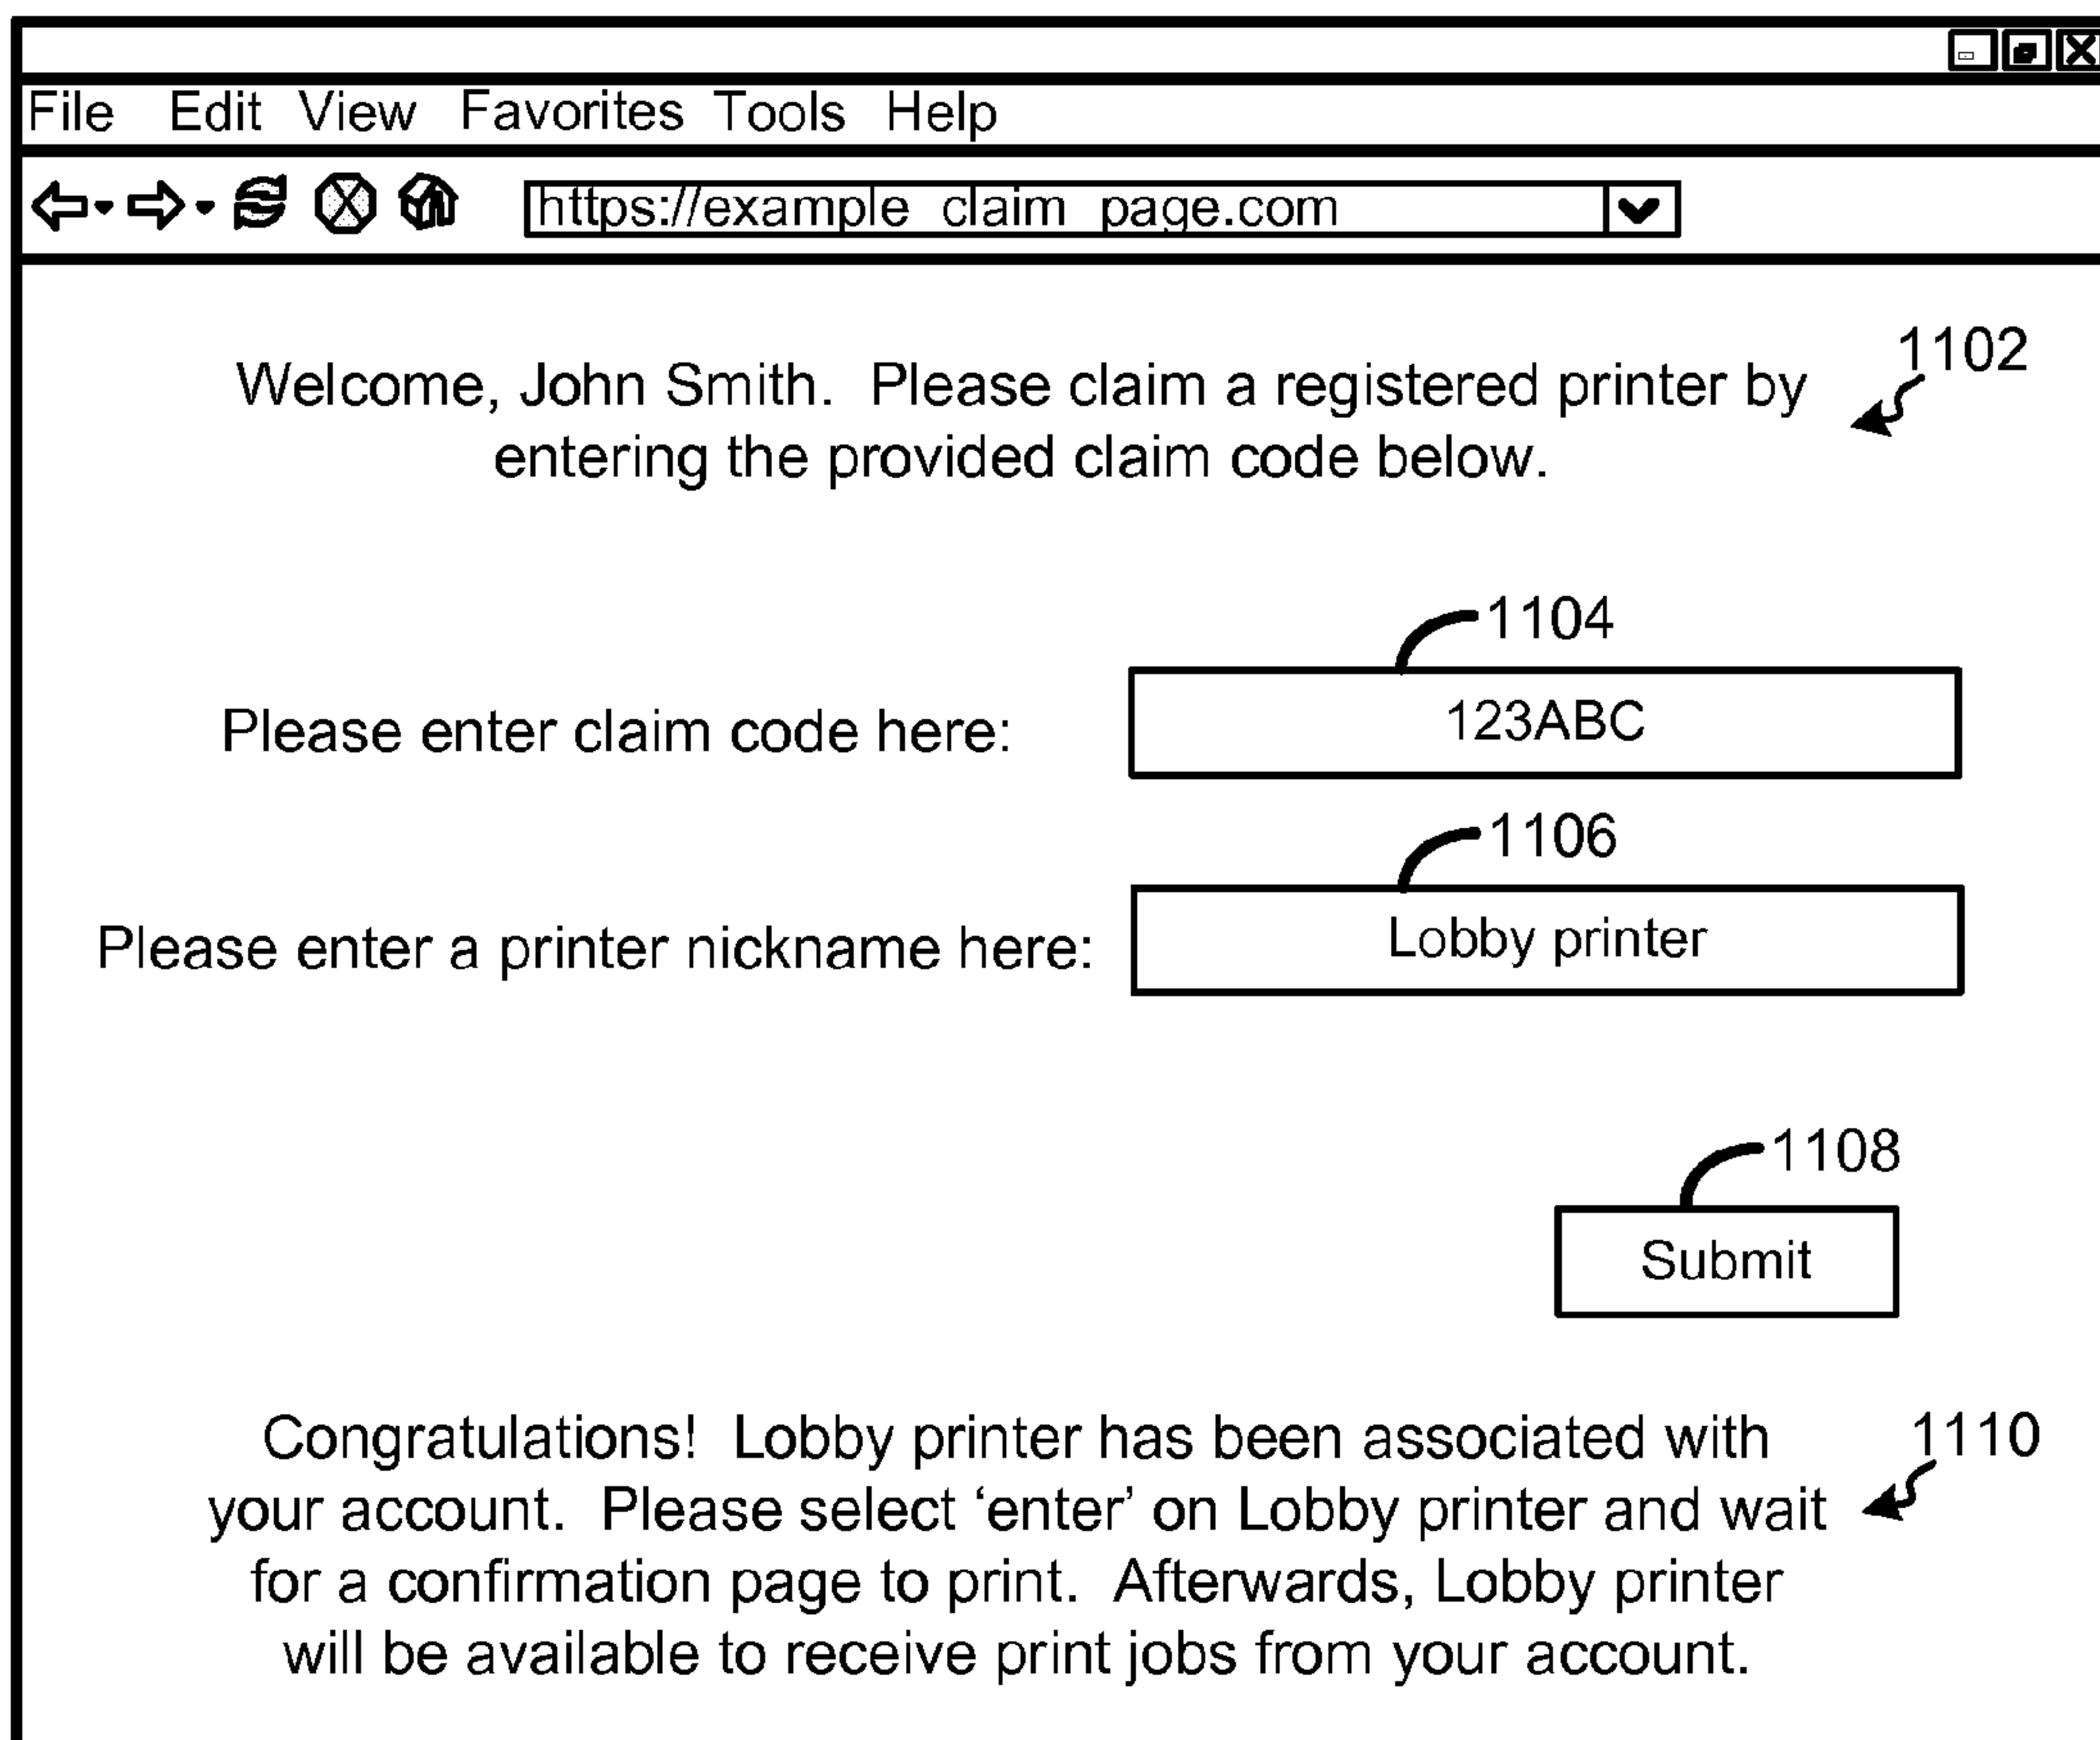 File Edit View Favorites Tools Help
https://example_claim_page.com
1102
Welcome, John Smith. Please claim a registered printer by
entering the provided claim code below.
1104
Please enter claim code here: 123ABC
1106
Please enter a printer nickname here: Lobby printer
1108
Submit
Congratulations! Lobby printer has been associated with 1110
your account. Please select ‘enter’ on Lobby printer and wait
for a confirmation page to print. Afterwards, Lobby printer
will be available to receive print jobs from your account.